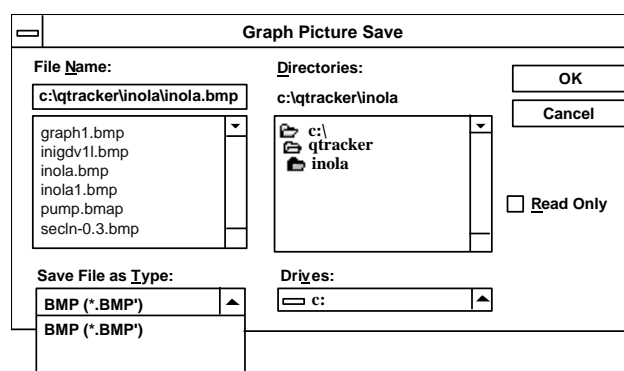 Graph Picture Save
File Name:
c:\qtracker\inola\inola.bmp
graph1.bmp
inigdv1l.bmp
inola.bmp
inola1.bmp
pump.bmap
secln-0.3.bmp
Save File as Type:
BMP (*.BMP')
BMP (*.BMP')
Directories:
c:\qtracker\inola
c:\
qtracker
inola
Drives:
c:
OK
Cancel
Read Only